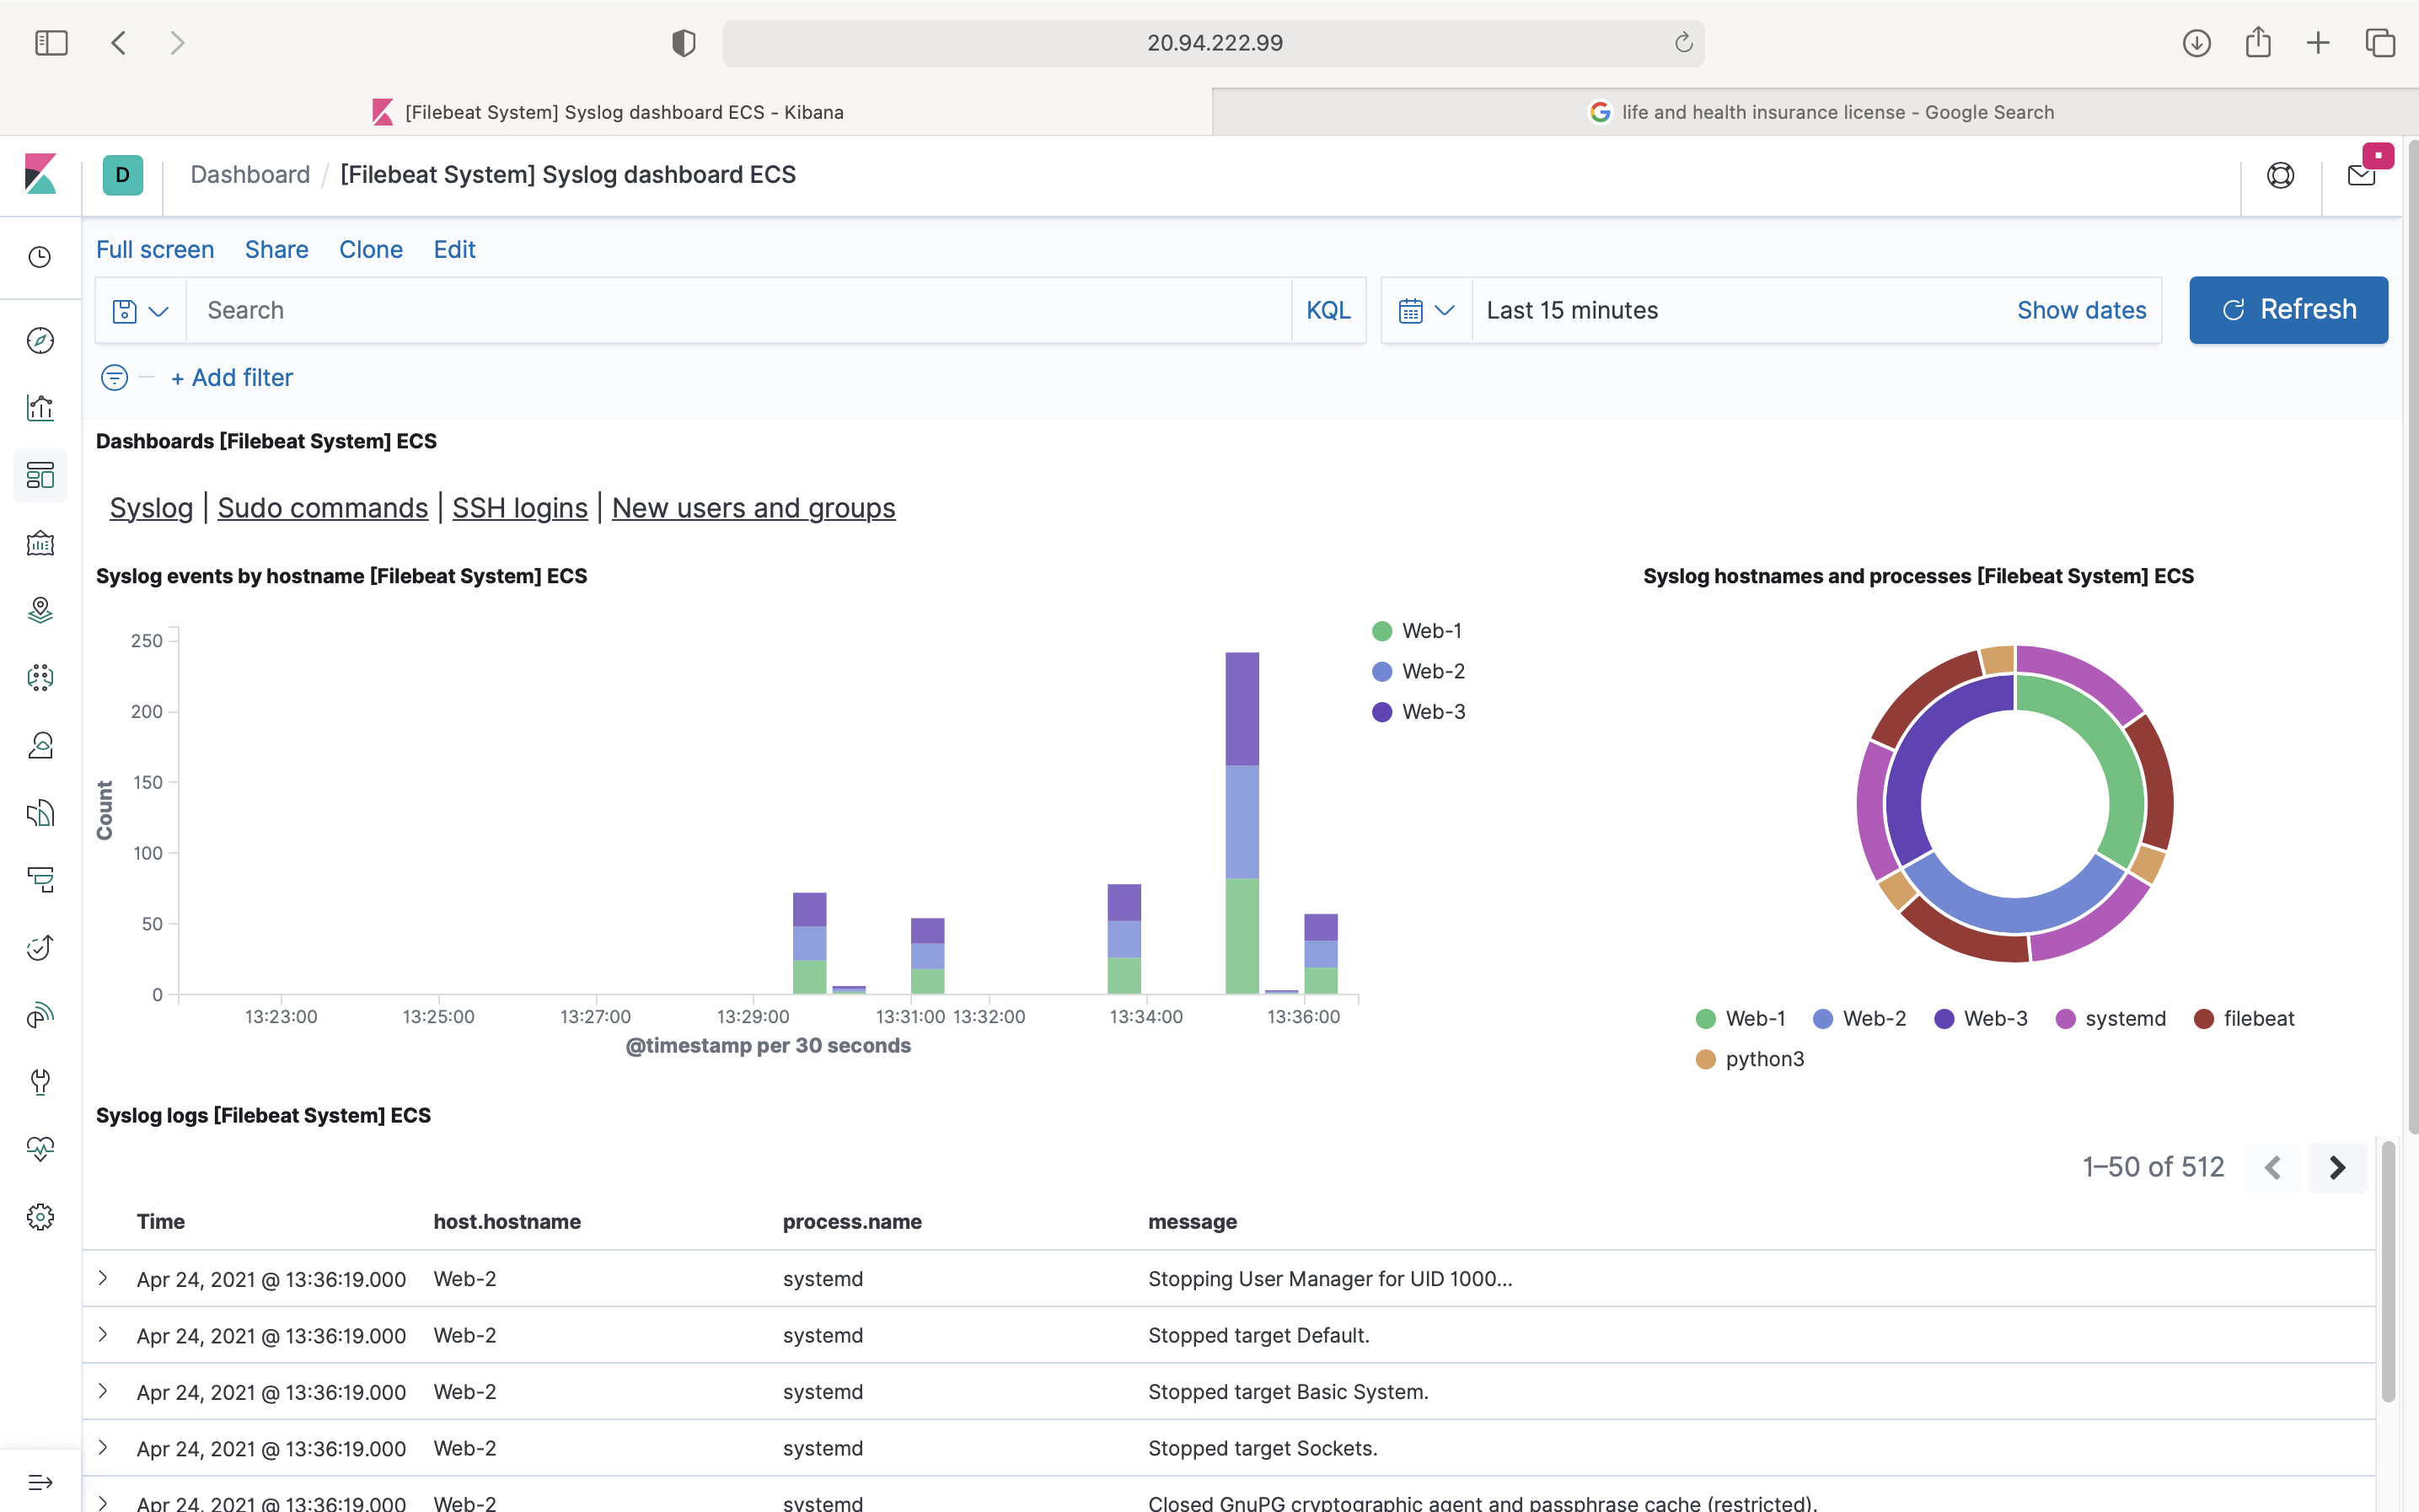 20.94.222.99
[Filebeat System] Syslog dashboard ECS - Kibana
life and health insurance license - Google Search
D
Dashboard / [Filebeat System] Syslog dashboard ECS
Full screen Share Clone Edit
Search KQL Last 15 minutes Show dates Refresh
+ Add filter
Dashboards [Filebeat System] ECS
Syslog | Sudo commands | SSH logins | New users and groups
Syslog events by hostname [Filebeat System] ECS
250
200
150
100
50
0
Count
13:23:00 13:25:00 13:27:00 13:29:00 13:31:00 13:32:00 13:34:00 13:36:00
@timestamp per 30 seconds
Web-1
Web-2
Web-3
Syslog hostnames and processes [Filebeat System] ECS
Web-1 Web-2 Web-3 systemd filebeat
python3
Syslog logs [Filebeat System] ECS
1–50 of 512
Time host.hostname process.name message
Apr 24, 2021 @ 13:36:19.000 Web-2 systemd Stopping User Manager for UID 1000...
Apr 24, 2021 @ 13:36:19.000 Web-2 systemd Stopped target Default.
Apr 24, 2021 @ 13:36:19.000 Web-2 systemd Stopped target Basic System.
Apr 24, 2021 @ 13:36:19.000 Web-2 systemd Stopped target Sockets.
Apr 24, 2021 @ 13:36:19.000 Web-2 systemd Closed GnuPG cryptographic agent and passphrase cache (restricted).